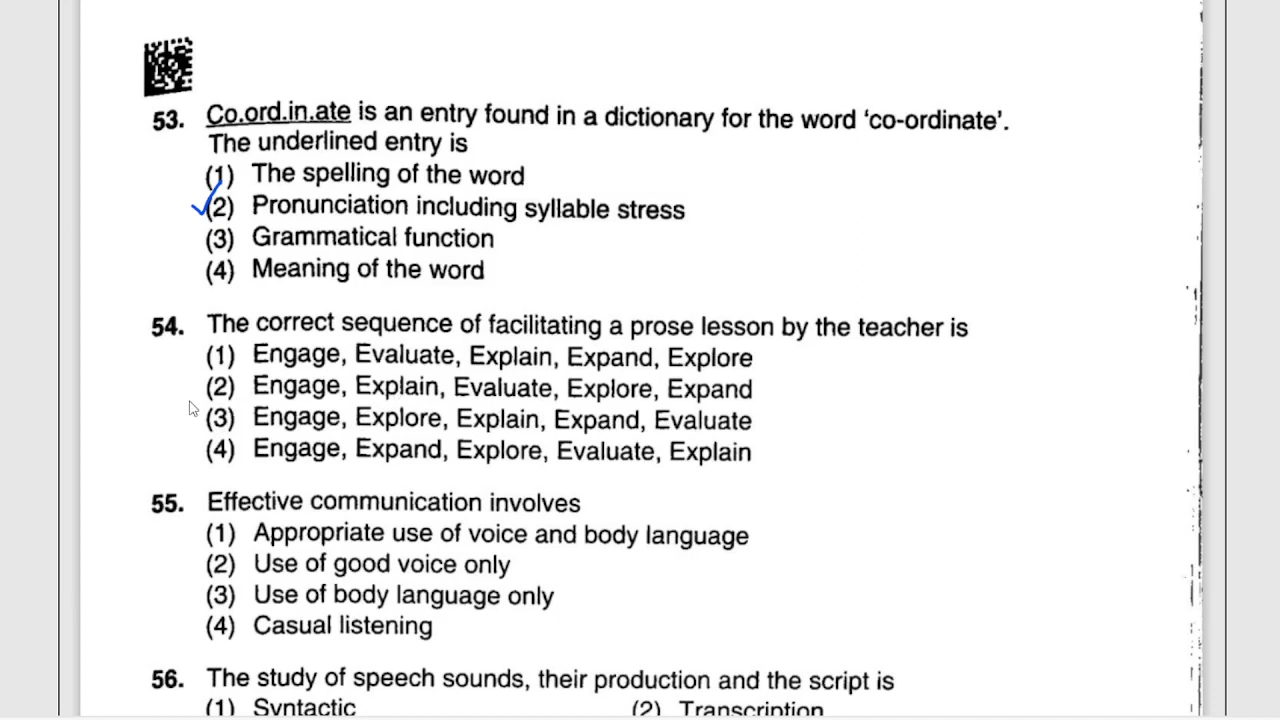 53. Co.ord.in.ate is an entry found in a dictionary for the word ‘co-ordinate’.
The underlined entry is
(1) The spelling of the word
(2) Pronunciation including syllable stress
(3) Grammatical function
(4) Meaning of the word
54. The correct sequence of facilitating a prose lesson by the teacher is
(1) Engage, Evaluate, Explain, Expand, Explore
(2) Engage, Explain, Evaluate, Explore, Expand
(3) Engage, Explore, Explain, Expand, Evaluate
(4) Engage, Expand, Explore, Evaluate, Explain
55. Effective communication involves
(1) Appropriate use of voice and body language
(2) Use of good voice only
(3) Use of body language only
(4) Casual listening
56. The study of speech sounds, their production and the script is
(1) Syntactic (2) Transcription